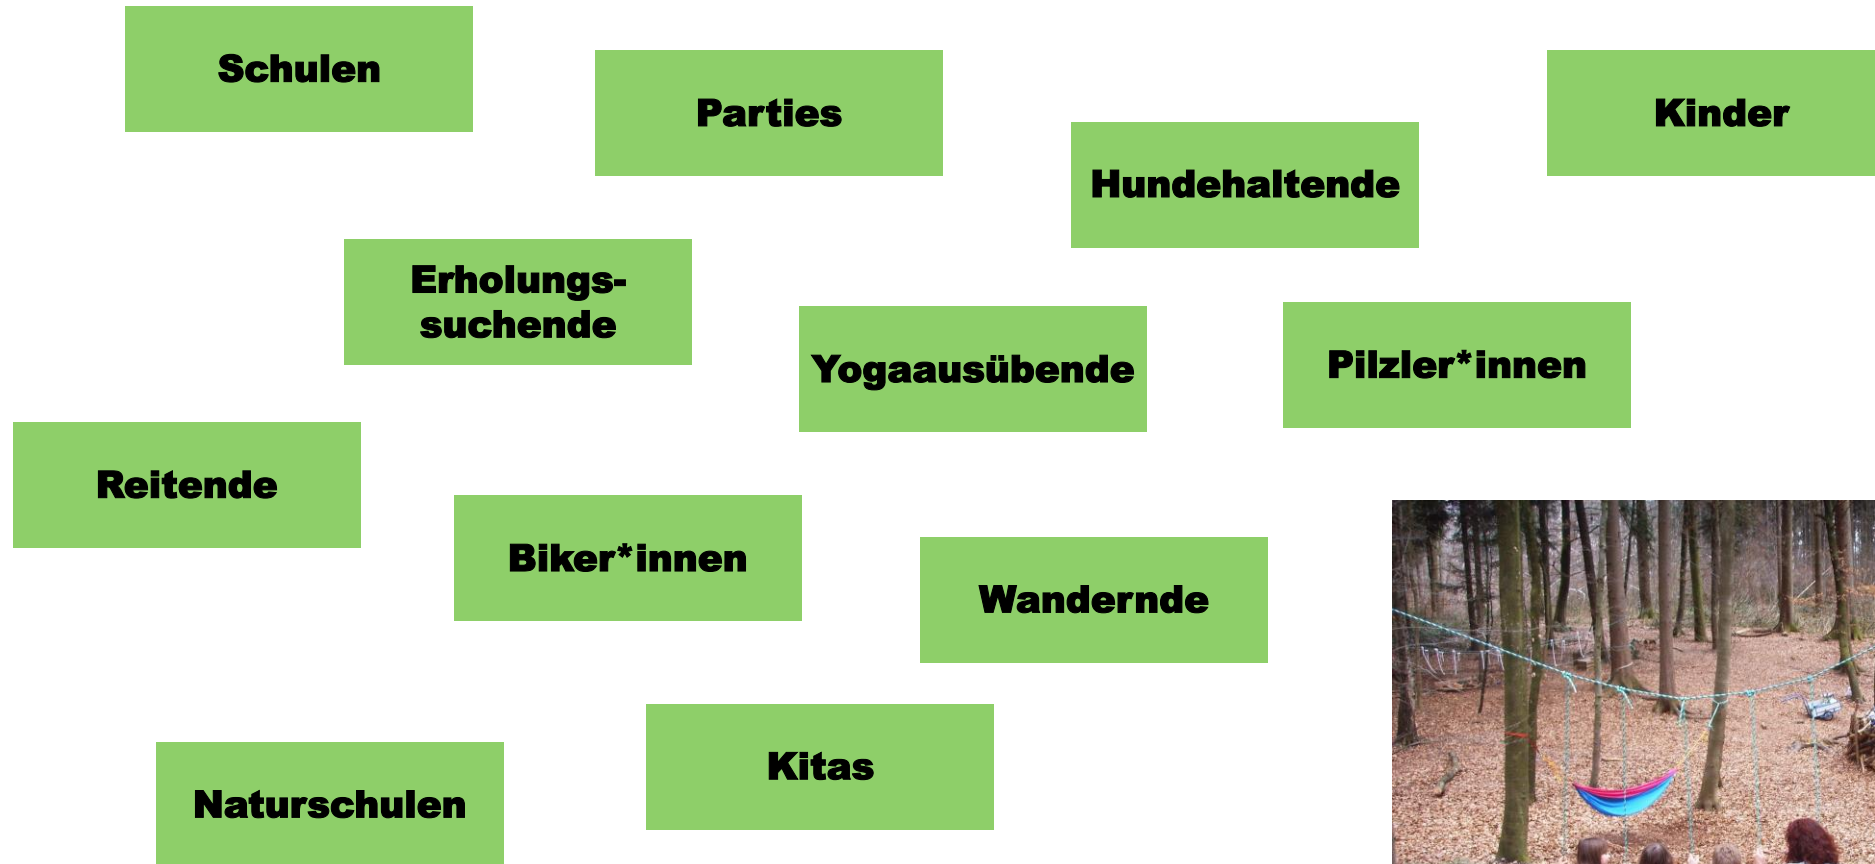 Schulen
Parties
Kinder
Hundehaltende
Erholungs-
suchende
Yogaausübende
Pilzler*innen
Reitende
Biker*innen
Wandernde
Kitas
Naturschulen